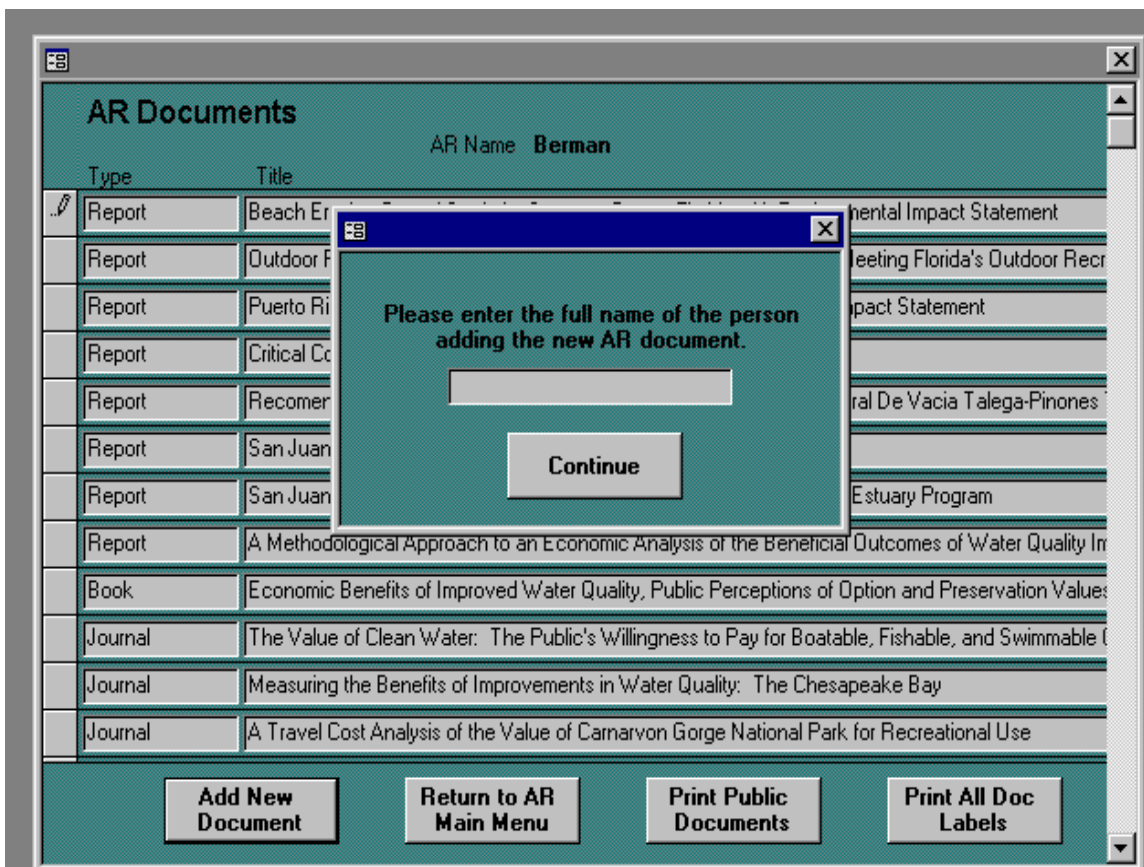 AR Documents
AR Name Berman
Type Title
Report Beach Er mental Impact Statement
Report Outdoor leeting Florida's Outdoor Recr
Report Puerto Ri pact Statement
Report Critical
Report ral De Vacia Talega-Pinones
Report San Juan
Report San Juan Estuary Program
Report A Methodological Approach to an Economic Analysis of the Beneficial Outcomes of Water Quality
Book Economic Benefits of Improved Water Quality, Public Perceptions of Option and Preservation Values
Journal The Value of Clean Water: The Public's Willingness to Pay for Boatable, Fishable, and Swimmable
Journal Measuring the Benefits of Improvements in Water Quality: The Chesapeake Bay
Journal A Travel Cost Analysis of the Value of Carnarvon Gorge National Park for Recreational Use
Please enter the full name of the person
adding the new AR document.
Continue
Add New
Document
Return to AR
Main Menu
Print Public
Documents
Print All Doc
Labels